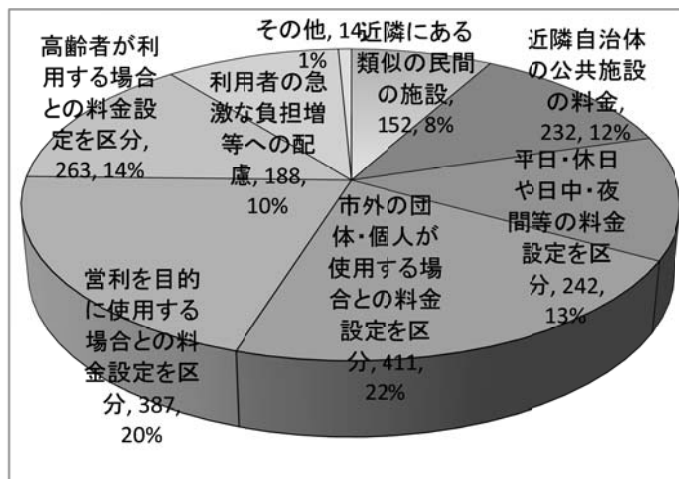 近隣にある
類似の民間
の施設,
152, 8%
近隣自治体
の公共施設
の料金,
232, 12%
平日・休日
や日中・夜
間等の料金
設定を区
分, 242,
13%
市外の団
体・個人が
使用する場
合との料金
設定を区
分, 411,
22%
営利を目的
に使用する
場合との料
金設定を区
分, 387,
20%
高齢者が利
用する場合
との料金設
定を区分,
263, 14%
利用者の急
激な負担増
等への配
慮, 188,
10%
その他, 14
1%